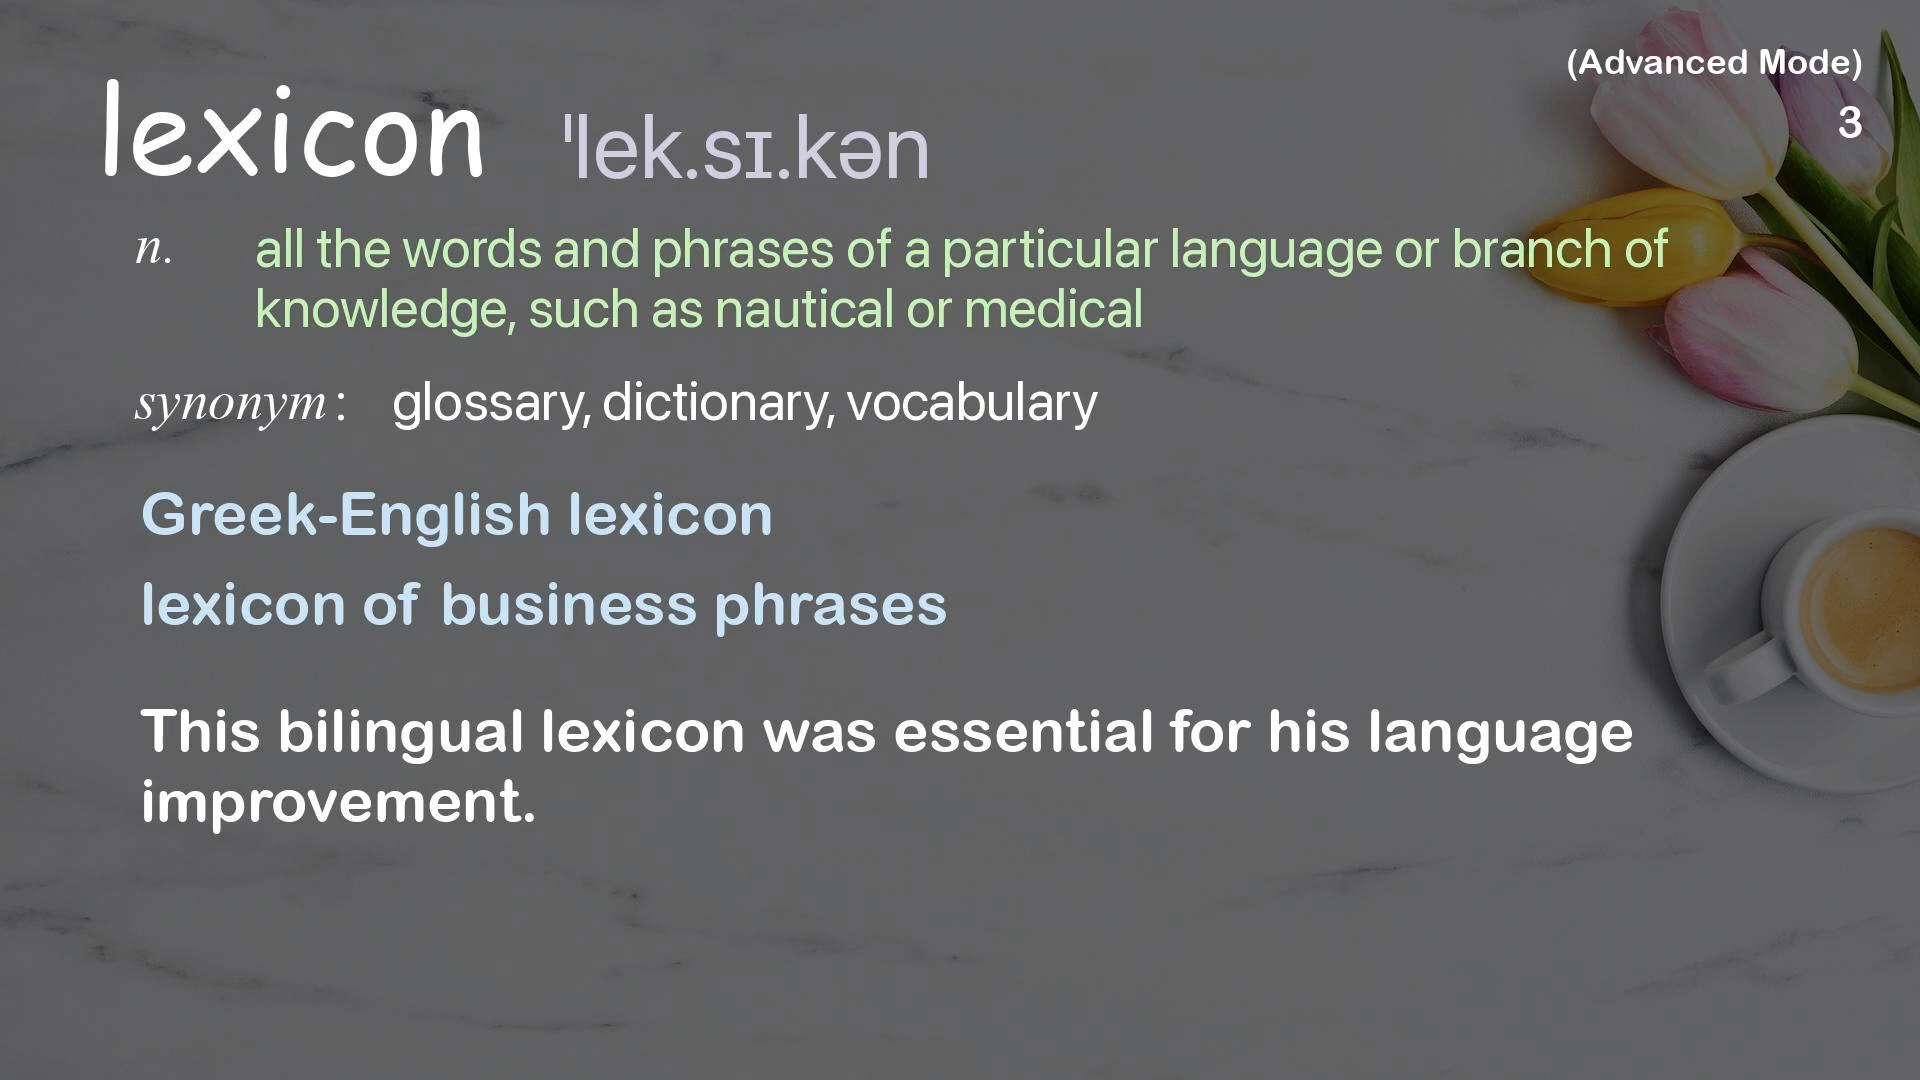 (Advanced Mode)
3
lexicon ˈlek.sɪ.kən
n. all the words and phrases of a particular language or branch of
knowledge, such as nautical or medical
synonym: glossary, dictionary, vocabulary
Greek-English lexicon
lexicon of business phrases
This bilingual lexicon was essential for his language
improvement.